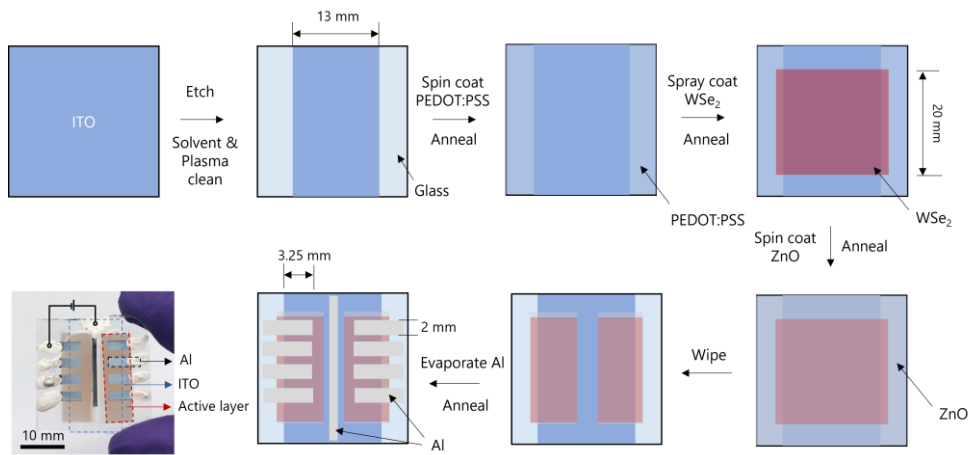 ITO
Etch
Solvent &
Plasma
clean
13 mm
Glass
Spin coat
PEDOT:PSS
Anneal
PEDOT:PSS
Spray coat
WSe₂
Anneal
20 mm
WSe₂
Spin coat
ZnO
Anneal
ZnO
Wipe
Evaporate Al
Anneal
3.25 mm
2 mm
Al
Al
ITO
Active layer
10 mm